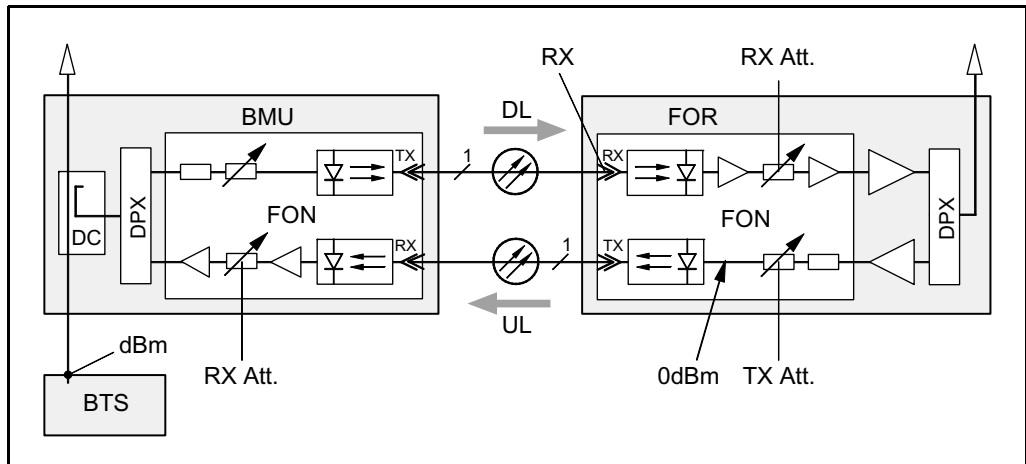 RX
RX Att.
BMU
DL
FOR
TX
1
RX
DPX
FON
FON
DPX
DC
RX
1
TX
UL
dBm
RX Att.
0dBm
TX Att.
BTS